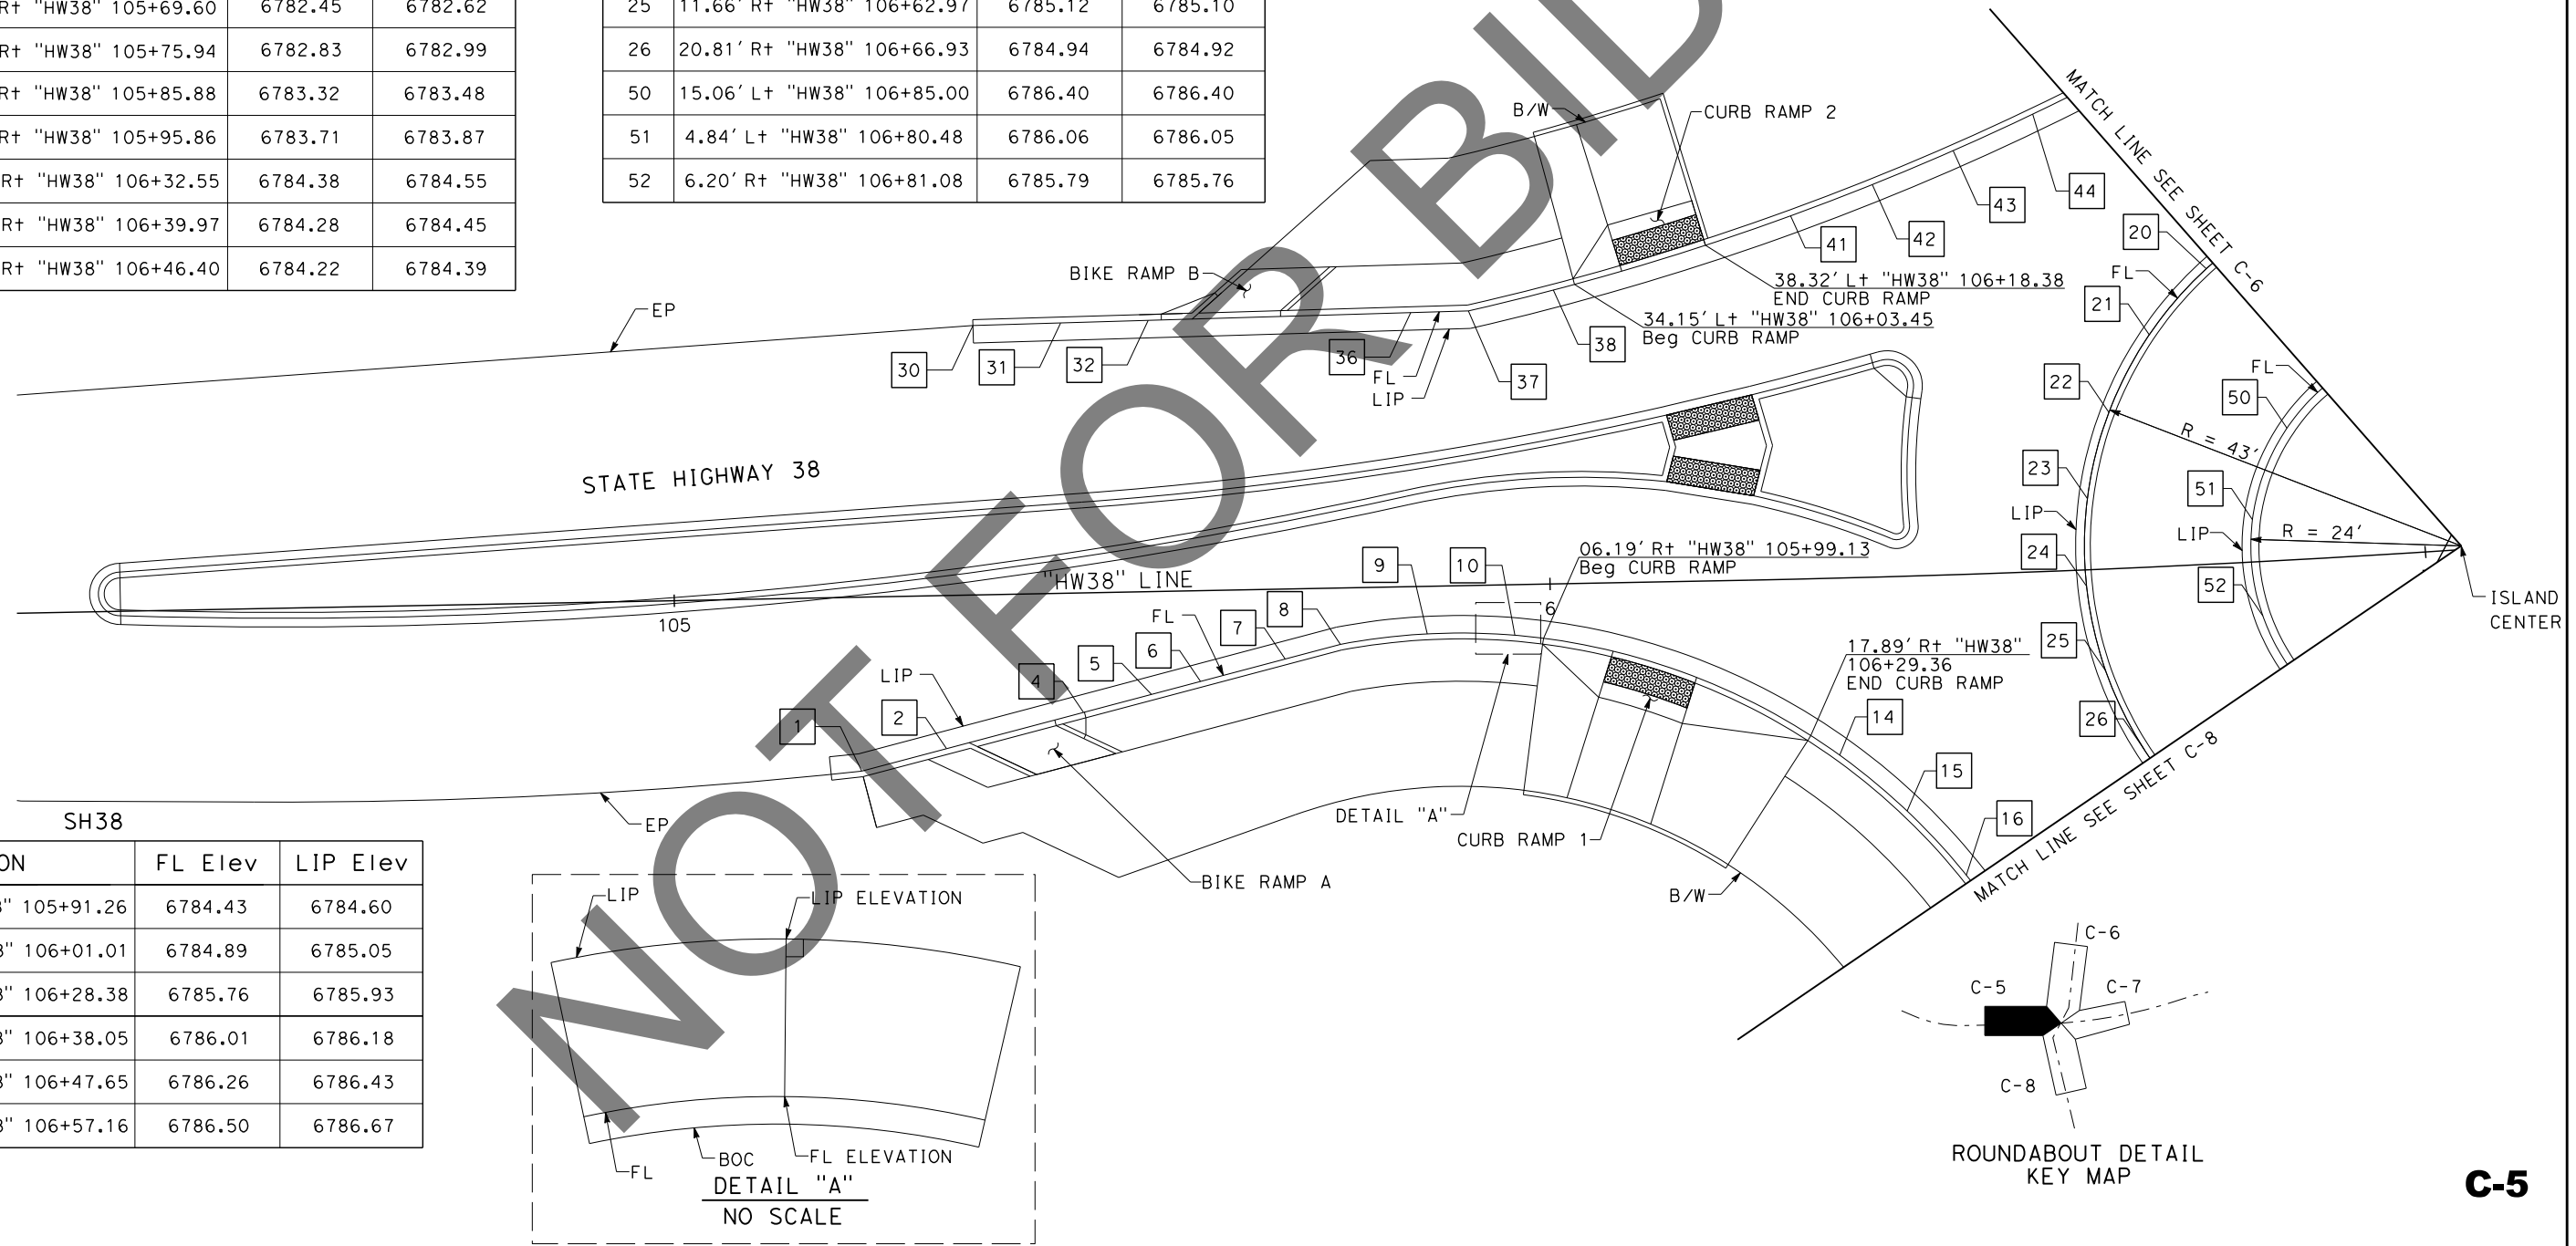 Rt "HW38" 105+69.60 6782.45 6782.62
Rt "HW38" 105+75.94 6782.83 6782.99
Rt "HW38" 105+85.88 6783.32 6783.48
Rt "HW38" 105+95.86 6783.71 6783.87
Rt "HW38" 106+32.55 6784.38 6784.55
Rt "HW38" 106+39.97 6784.28 6784.45
Rt "HW38" 106+46.40 6784.22 6784.39
25 11.66' Rt "HW38" 106+62.97 6785.12 6785.10
26 20.81' Rt "HW38" 106+66.93 6784.94 6784.92
50 15.06' Lt "HW38" 106+85.00 6786.40 6786.40
51 4.84' Lt "HW38" 106+80.48 6786.06 6786.05
52 6.20' Rt "HW38" 106+81.08 6785.79 6785.76
NOT FOR BID
MATCH LINE SEE SHEET C-6
B/W
CURB RAMP 2
44
43
42
41
20
FL
21
BIKE RAMP B
38.32' Lt "HW38" 106+18.38
END CURB RAMP
34.15' Lt "HW38" 106+03.45
Beg CURB RAMP
EP
30
31
32
36
FL
LIP
37
38
22
FL
50
R = 43'
STATE HIGHWAY 38
23
LIP
51
LIP
R = 24'
24
52
ISLAND
CENTER
"HW38" LINE
105
6
9
10
06.19' Rt "HW38" 105+99.13
Beg CURB RAMP
FL
8
7
6
5
4
LIP
2
1
25
17.89' Rt "HW38"
106+29.36
END CURB RAMP
26
14
15
16
MATCH LINE SEE SHEET C-8
EP
DETAIL "A"
CURB RAMP 1
BIKE RAMP A
B/W
SH38
ON FL Elev LIP Elev
8" 105+91.26 6784.43 6784.60
8" 106+01.01 6784.89 6785.05
8" 106+28.38 6785.76 6785.93
8" 106+38.05 6786.01 6786.18
8" 106+47.65 6786.26 6786.43
8" 106+57.16 6786.50 6786.67
LIP
LIP ELEVATION
FL
BOC
FL ELEVATION
DETAIL "A"
NO SCALE
C-6
C-5
C-7
C-8
ROUNDABOUT DETAIL
KEY MAP
C-5